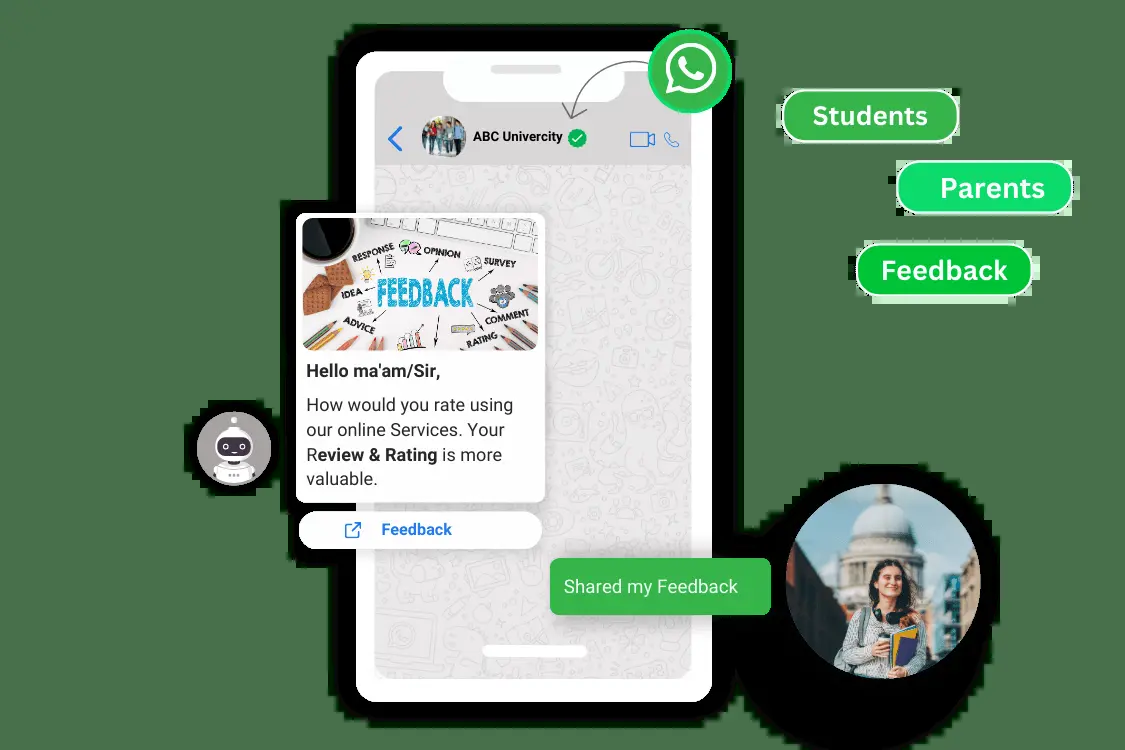 ABC Univercity
Students
Parents
Feedback
RESPONSE
OPINION
SURVEY
IDEA
FEEDBACK
ADVICE
COMMENT
RATING
Hello ma'am/Sir,
How would you rate using
our online Services. Your
Review & Rating is more
valuable.
Feedback
Shared my Feedback